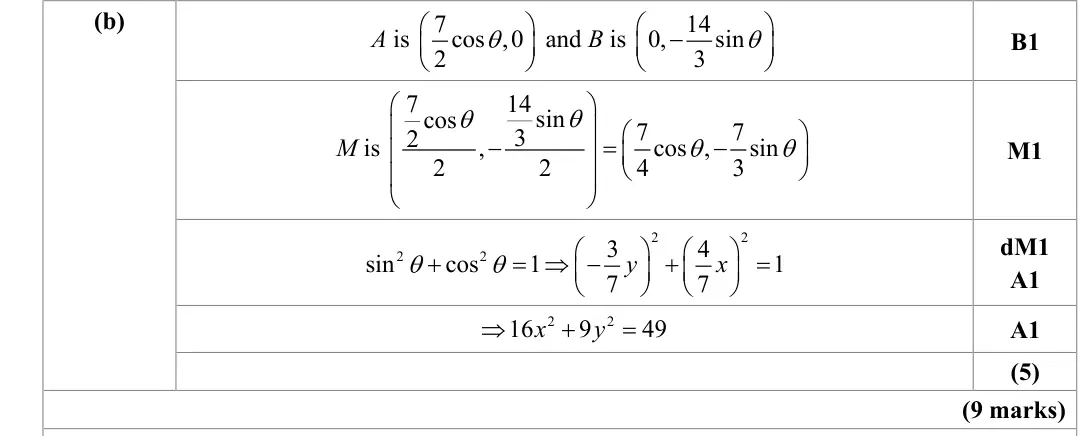 (b) A is (7/2 cos θ, 0) and B is (0, −14/3 sin θ) B1
M is (7/2 cos θ / 2, − 14/3 sin θ / 2) = (7/4 cos θ, −7/3 sin θ) M1
sin² θ + cos² θ = 1 ⇒ (−3/7 y)² + (4/7 x)² = 1 dM1
A1
⇒ 16x² + 9y² = 49 A1
(5)
(9 marks)